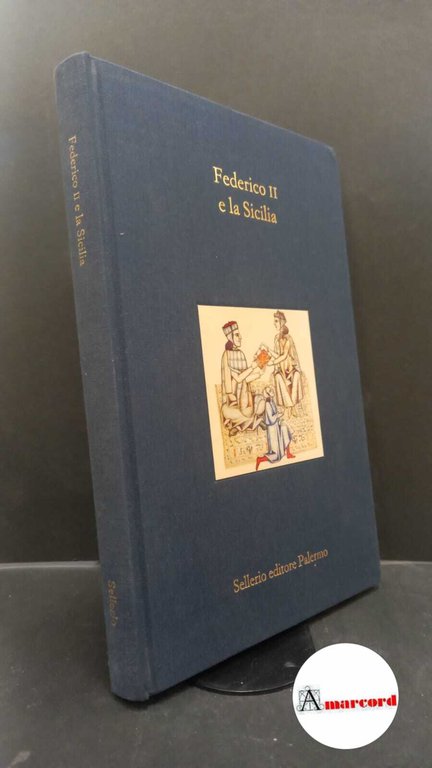 Federico II
e la Sicilia
Sellerio editore Palermo
Federico II e la Sicilia
Sellerio
Amarcord